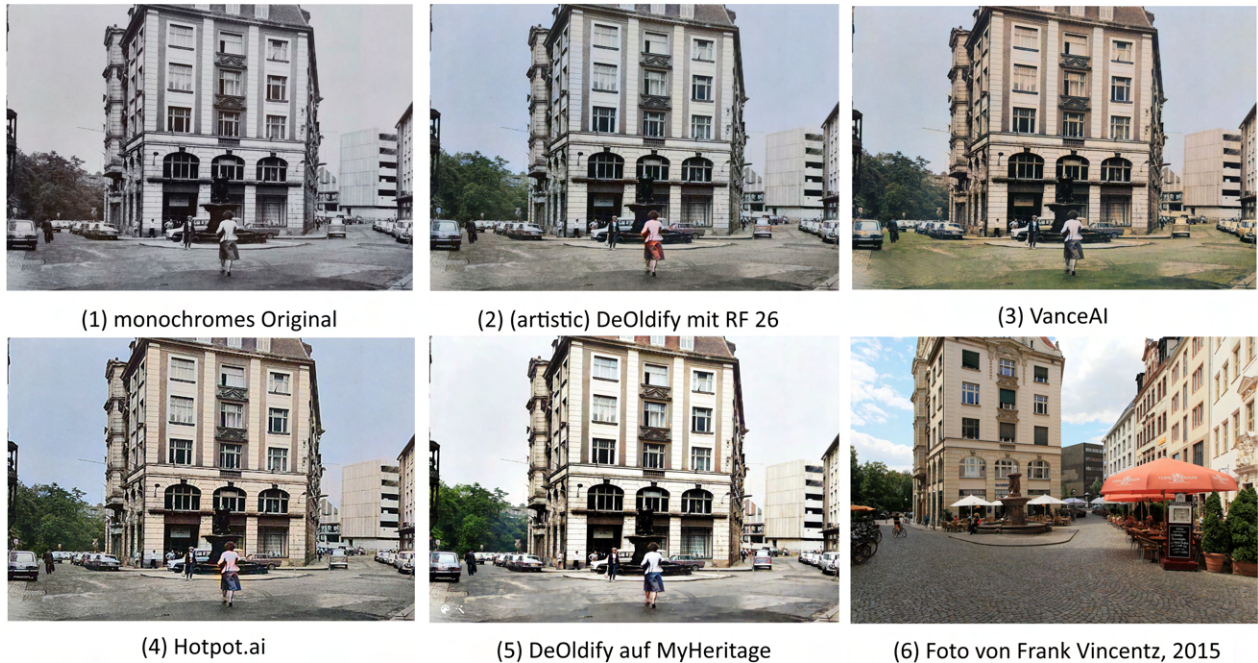 (1) monochromes Original
(2) (artistic) DeOldify mit RF 26
(3) VanceAI
(4) Hotpot.ai
(5) DeOldify auf MyHeritage
(6) Foto von Frank Vincentz, 2015